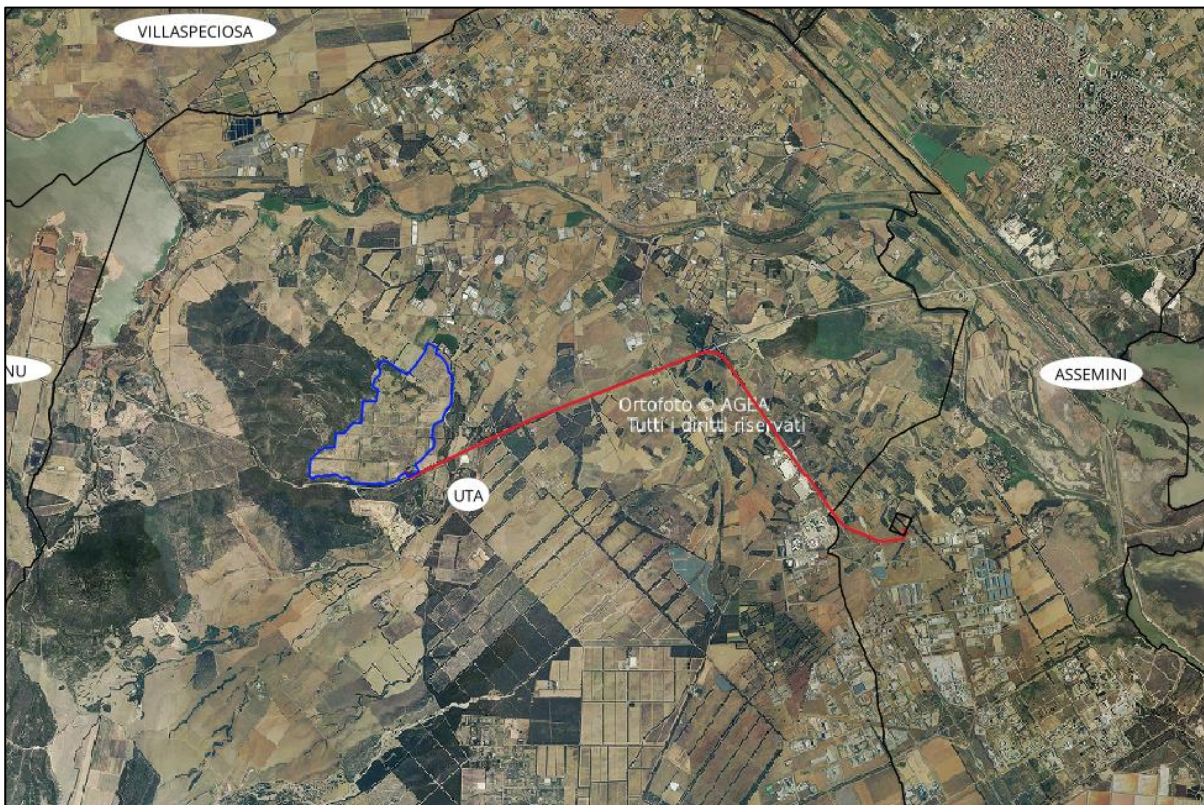 VILLASPECIOSA
NU
ASSEMINI
Ortofoto © AGEA
Tutti i diritti riservati
UTA